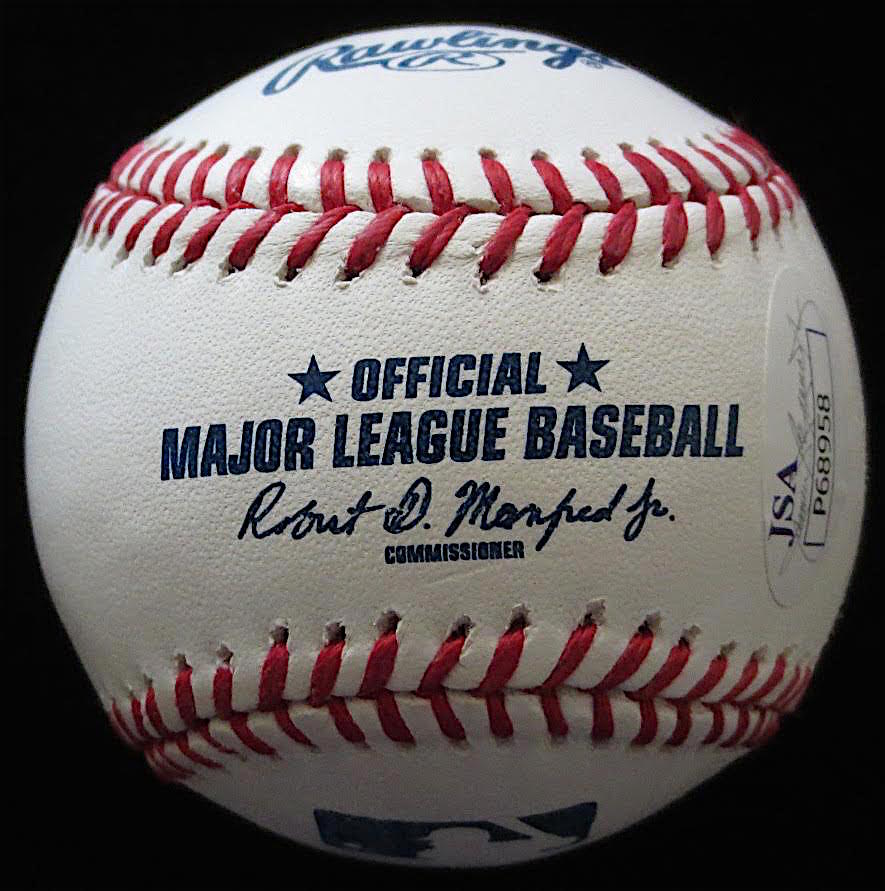 Rawlings
R
★ OFFICIAL ★
MAJOR LEAGUE BASEBALL
Robert D. Manfred Jr.
COMMISSIONER
JSA
P68958